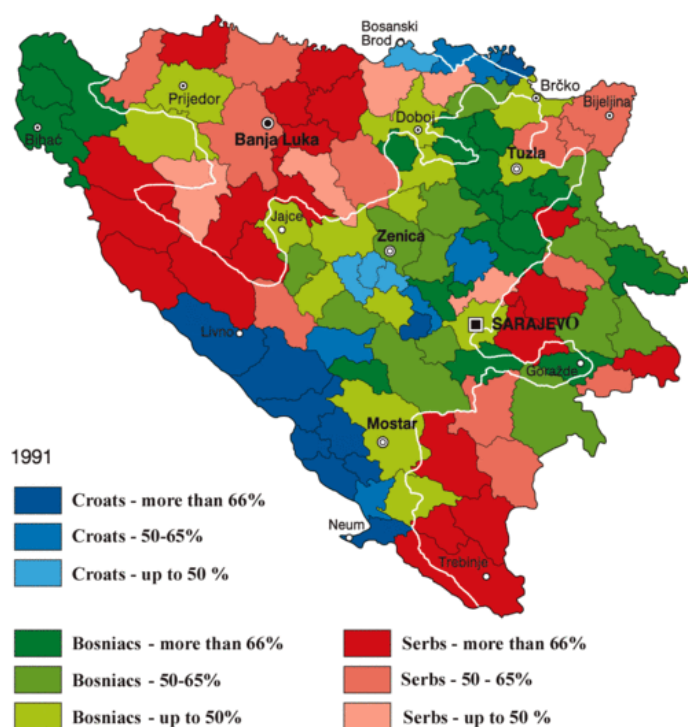 Bosanski
Brod
Brčko
Bijeljina
Prijedor
Doboj
Banja Luka
Bihać
Tuzla
Jajce
Zenica
SARAJEVO
Livno
Goražde
Mostar
1991
Croats - more than 66%
Croats - 50-65%
Neum
Croats - up to 50 %
Trebinje
Bosniacs - more than 66%
Serbs - more than 66%
Bosniacs - 50-65%
Serbs - 50 - 65%
Bosniacs - up to 50%
Serbs - up to 50 %